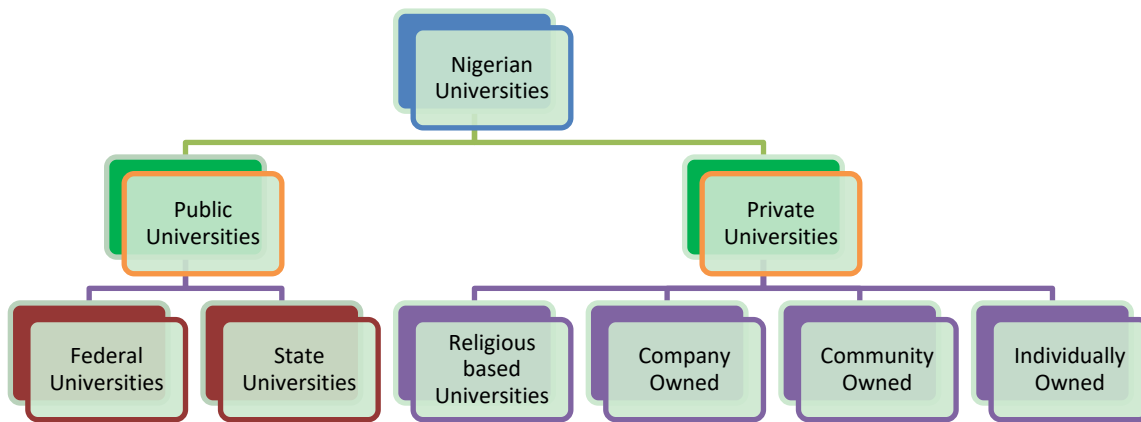 Nigerian
Universities
Public
Universities
Private
Universities
Federal
Universities
State
Universities
Religious
based
Universities
Company
Owned
Community
Owned
Individually
Owned